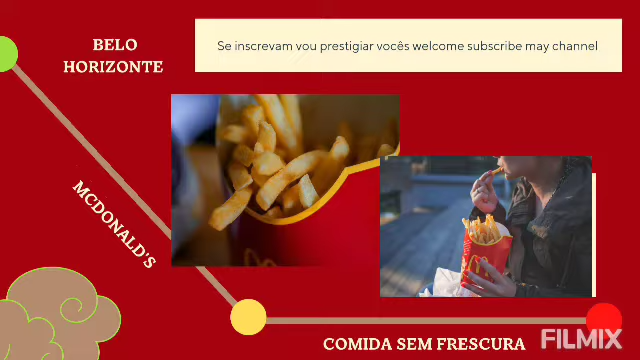 BELO
HORIZONTE
Se inscrevam vou prestigiar vocês welcome subscribe may channel
MCDONALD'S
COMIDA SEM FRESCURA
FILMIX